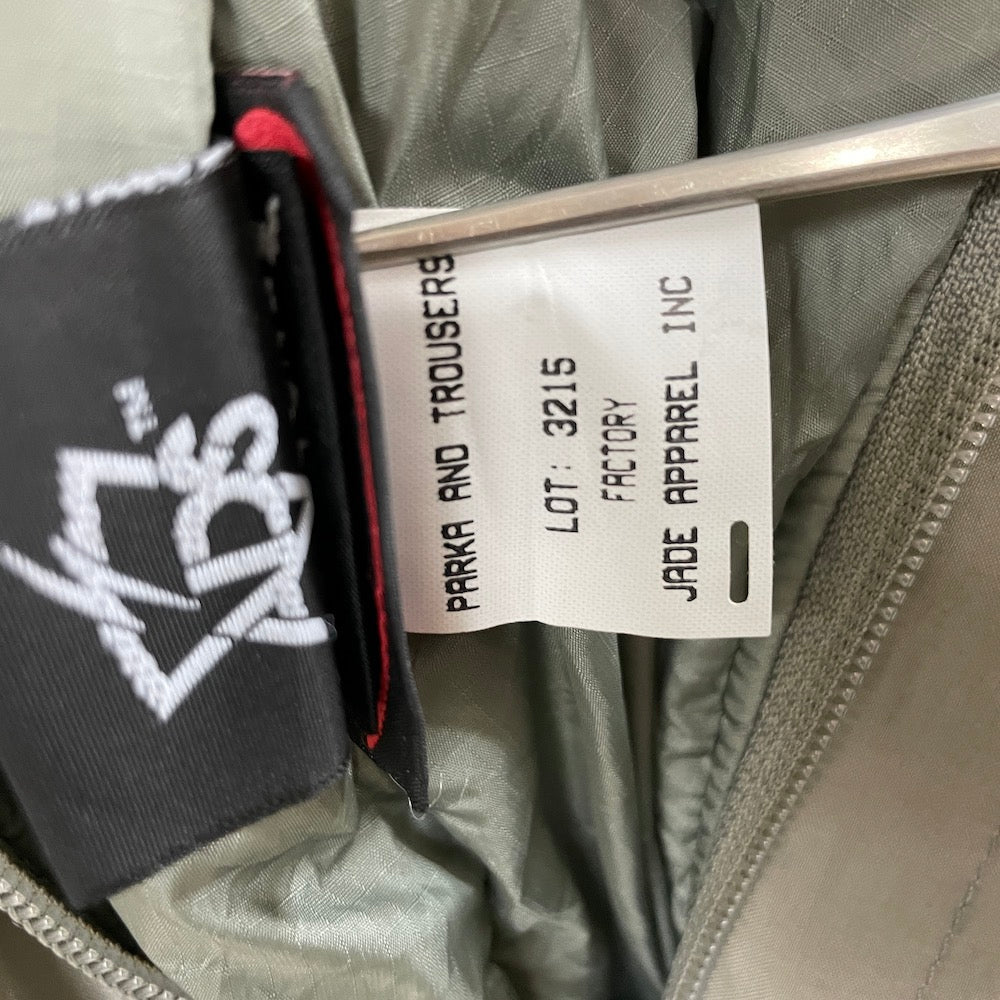 PARKA AND TROUSERS
LOT: 3215
FACTORY
JADE APPAREL INC